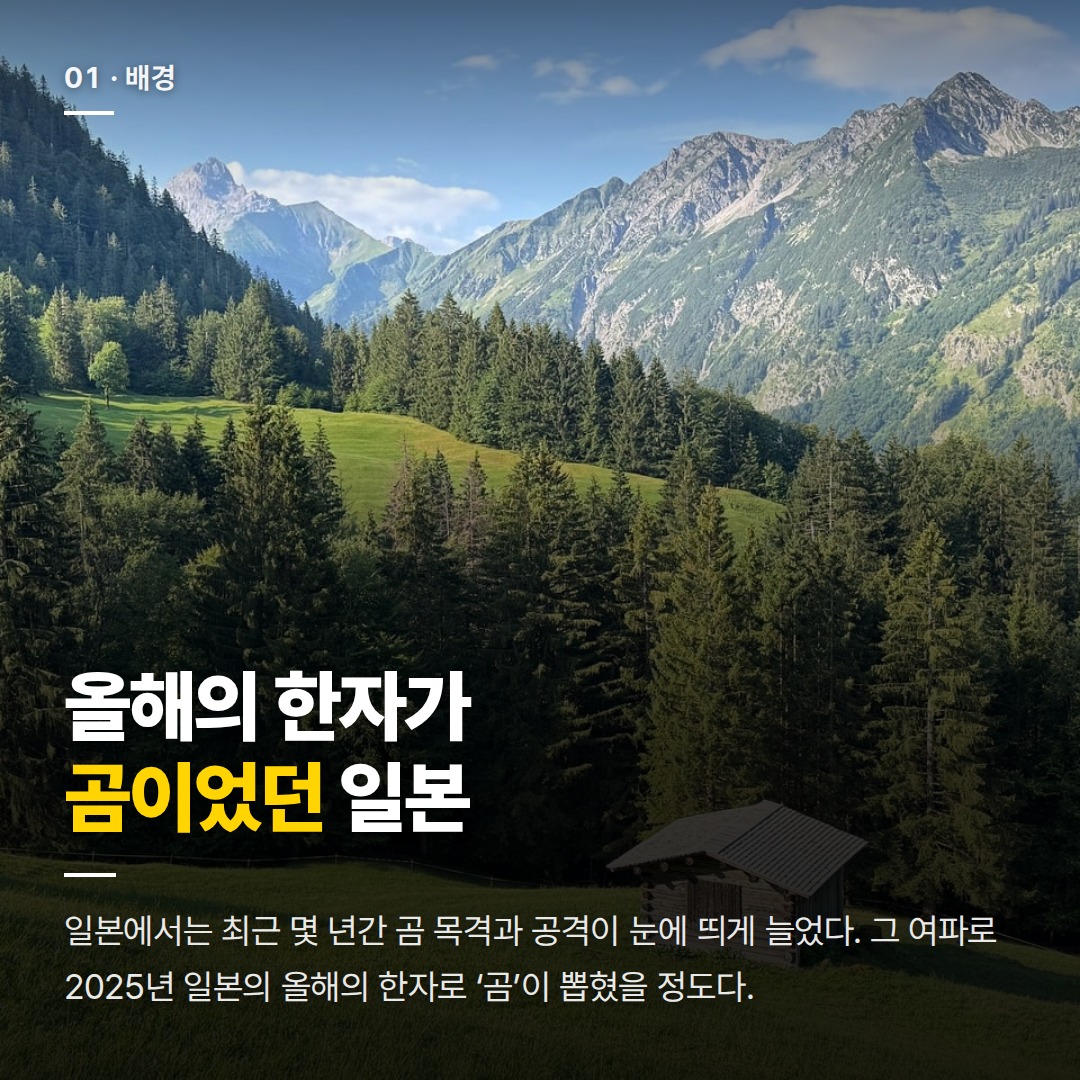 01 · 배경
올해의 한자가
곰이었던 일본
일본에서는 최근 몇 년간 곰 목격과 공격이 눈에 띄게 늘었다. 그 여파로
2025년 일본의 올해의 한자로 ‘곰’이 뽑혔을 정도다.